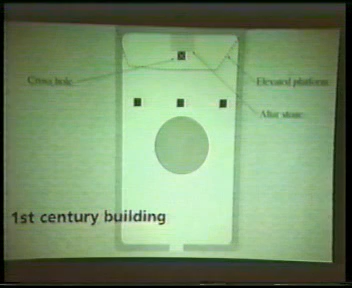 Cross hole
Elevated platform
Altar stone
1st century building